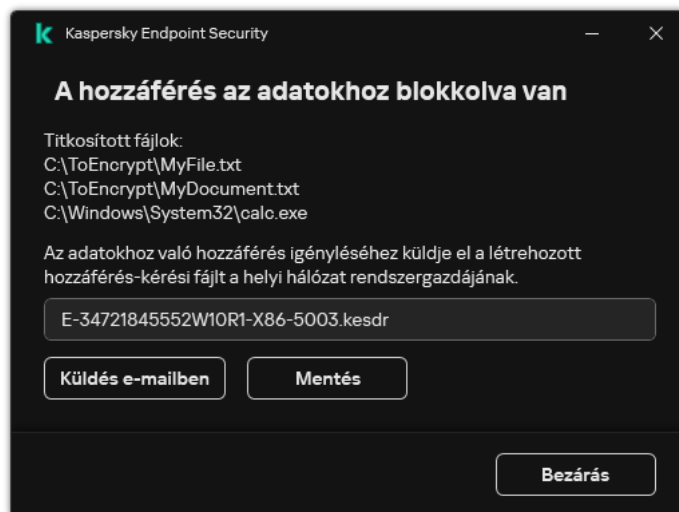 Kaspersky Endpoint Security
A hozzáférés az adatokhoz blokkolva van
Titkosított fájlok:
C:\ToEncrypt\MyFile.txt
C:\ToEncrypt\MyDocument.txt
C:\Windows\System32\calc.exe
Az adatokhoz való hozzáférés igényléséhez küldje el a létrehozott
hozzáférés-kérési fájlt a helyi hálózat rendszergazdájának.
E-34721845552W10R1-X86-5003.kesdr
Küldés e-mailben Mentés
Bezárás